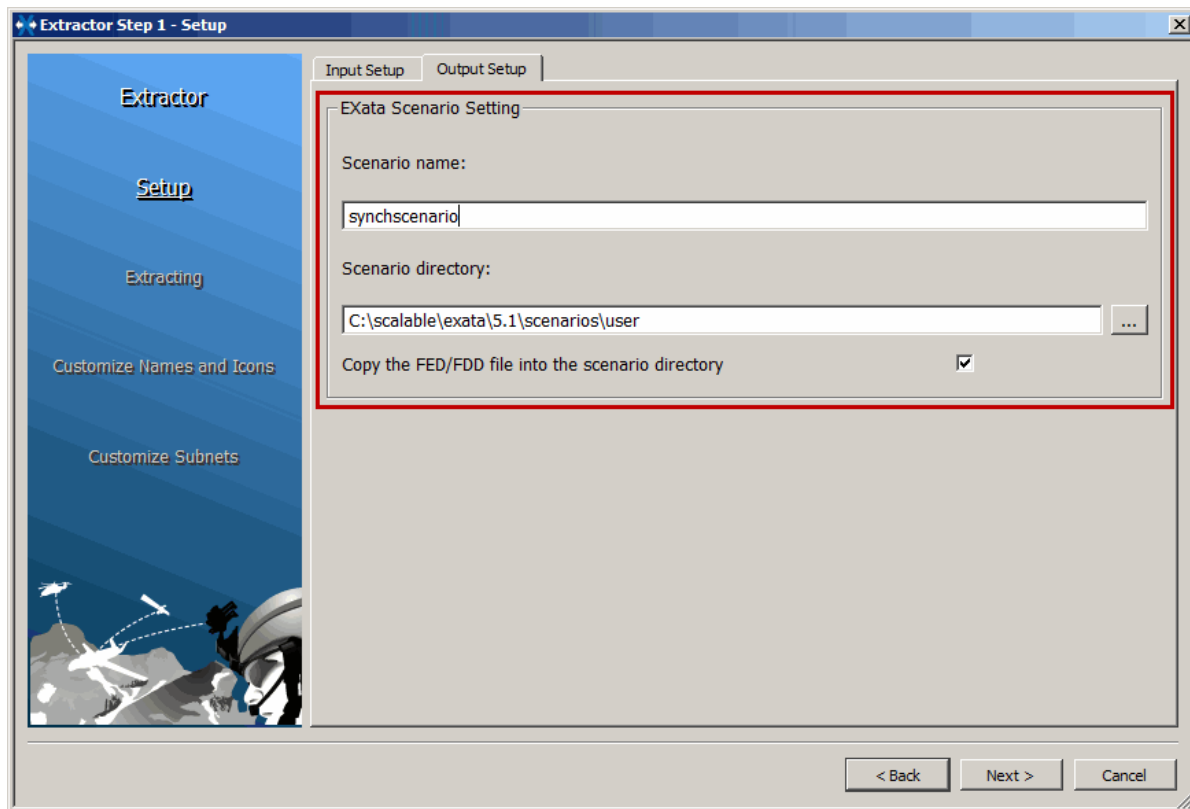 Extractor Step 1 - Setup
Extractor
Setup
Extracting
Customize Names and Icons
Customize Subnets
Input Setup
Output Setup
EXata Scenario Setting
Scenario name:
synchscenario
Scenario directory:
C:\scalable\exata\5.1\scenarios\user
...
Copy the FED/FDD file into the scenario directory
< Back
Next >
Cancel